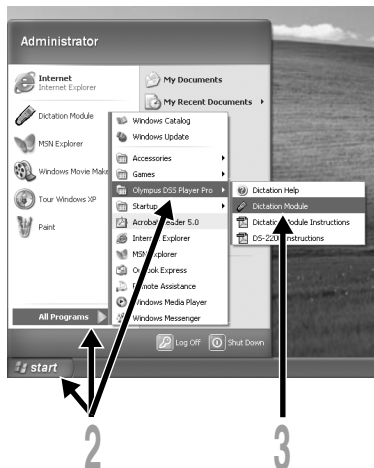 Administrator
Internet
Internet Explorer
Dictation Module
MSN Explorer
Windows Movie Make
Tour Windows XP
Paint
All Programs
My Documents
My Recent Documents
Windows Catalog
Windows Update
Accessories
Games
Olympus DSS Player Pro
Startup
Acrobat Reader 5.0
Internet Explorer
MSN Explorer
Outlook Express
Remote Assistance
Windows Media Player
Windows Messenger
Dictation Help
Dictation Module
Dictation Module Instructions
DS-2200 Instructions
Log Off
Shut Down
start
2
3